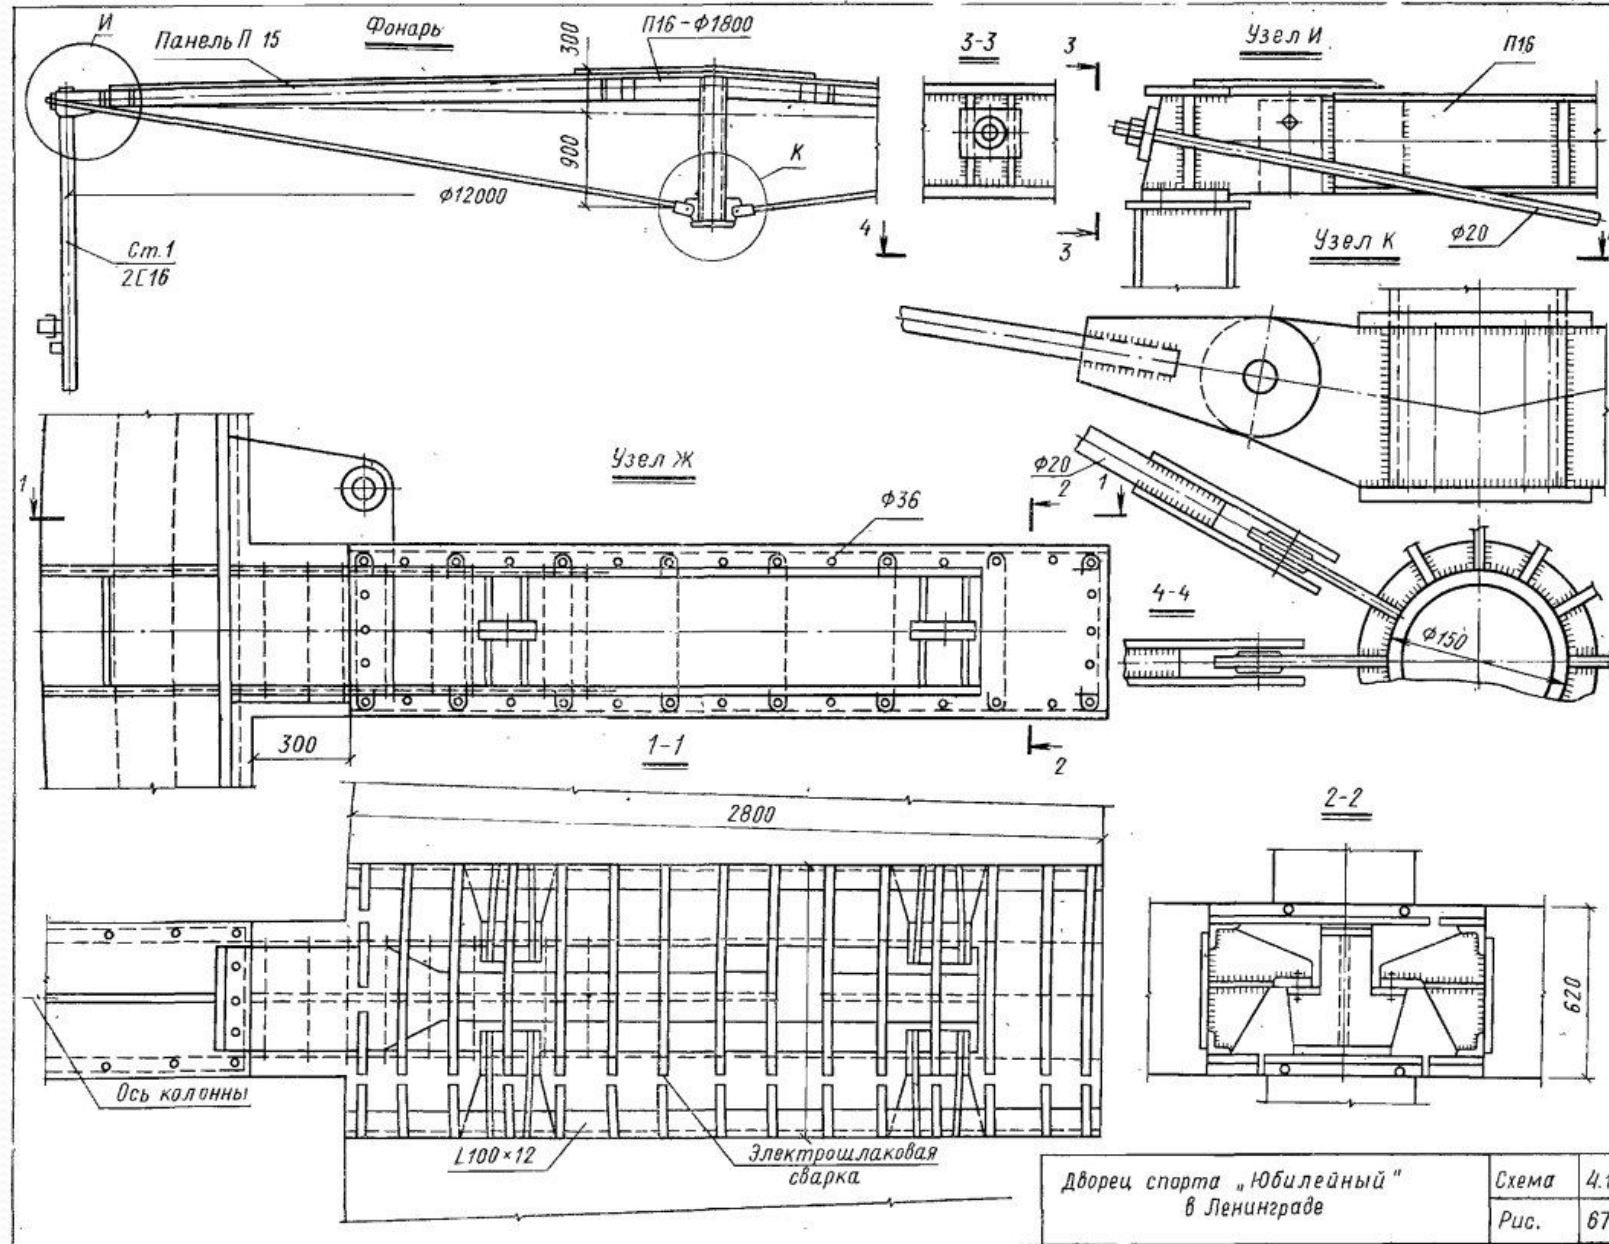 И
Панель П 15
Фонарь
П16-Ф1800
300
900
К
Ф12000
Ст.1
2[16
3-3
3
3
4
Узел И
П16
Ф20
Узел К
Узел Ж
1
Ф36
2
1
Ф20
4-4
Ф150
300
1-1
2
2800
2-2
620
Ось колонны
L100×12
Электрошлаковая
сварка
Дворец спорта „Юбилейный"
в Ленинграде
Схема
4.1
Рис.
67